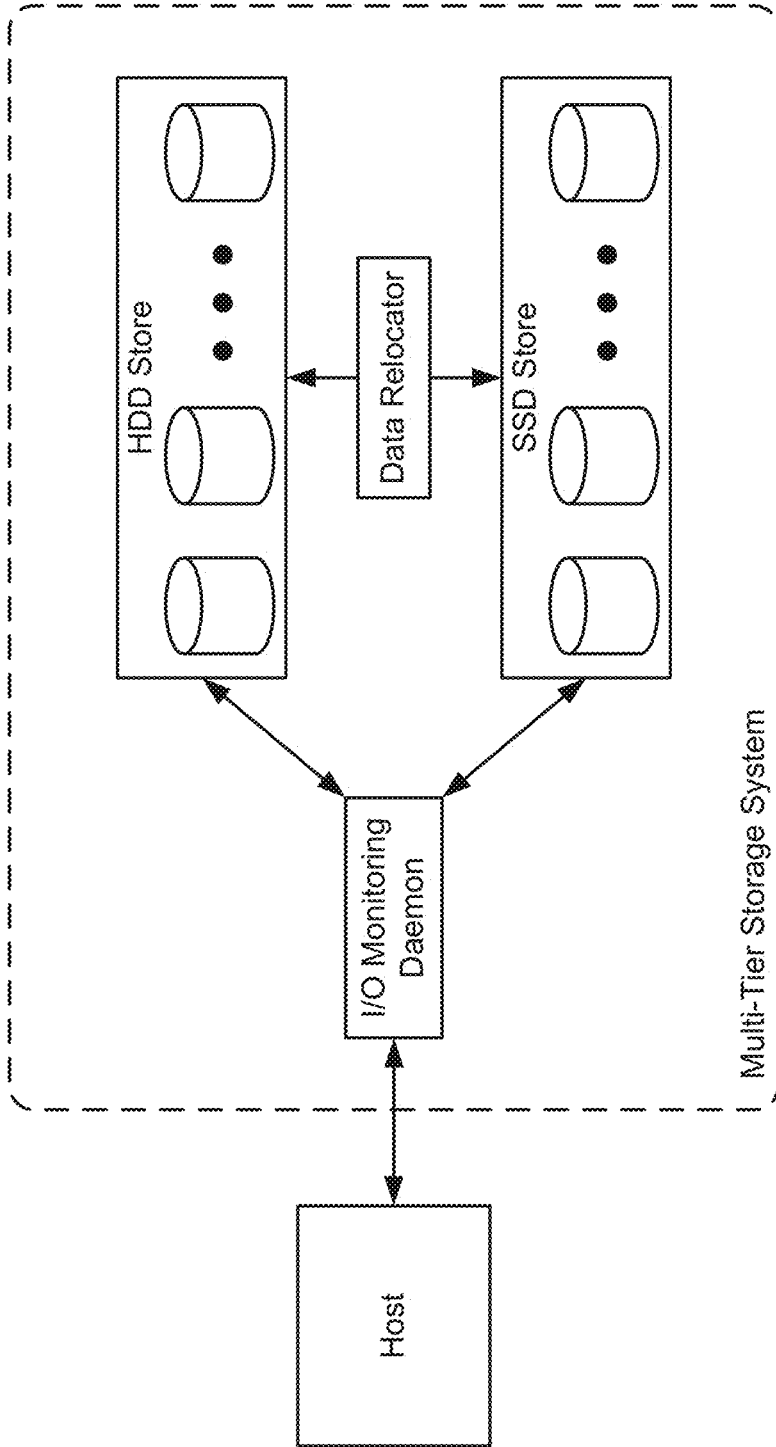 Host
I/O Monitoring
Daemon
HDD Store
Data Relocator
SSD Store
Multi-Tier Storage System